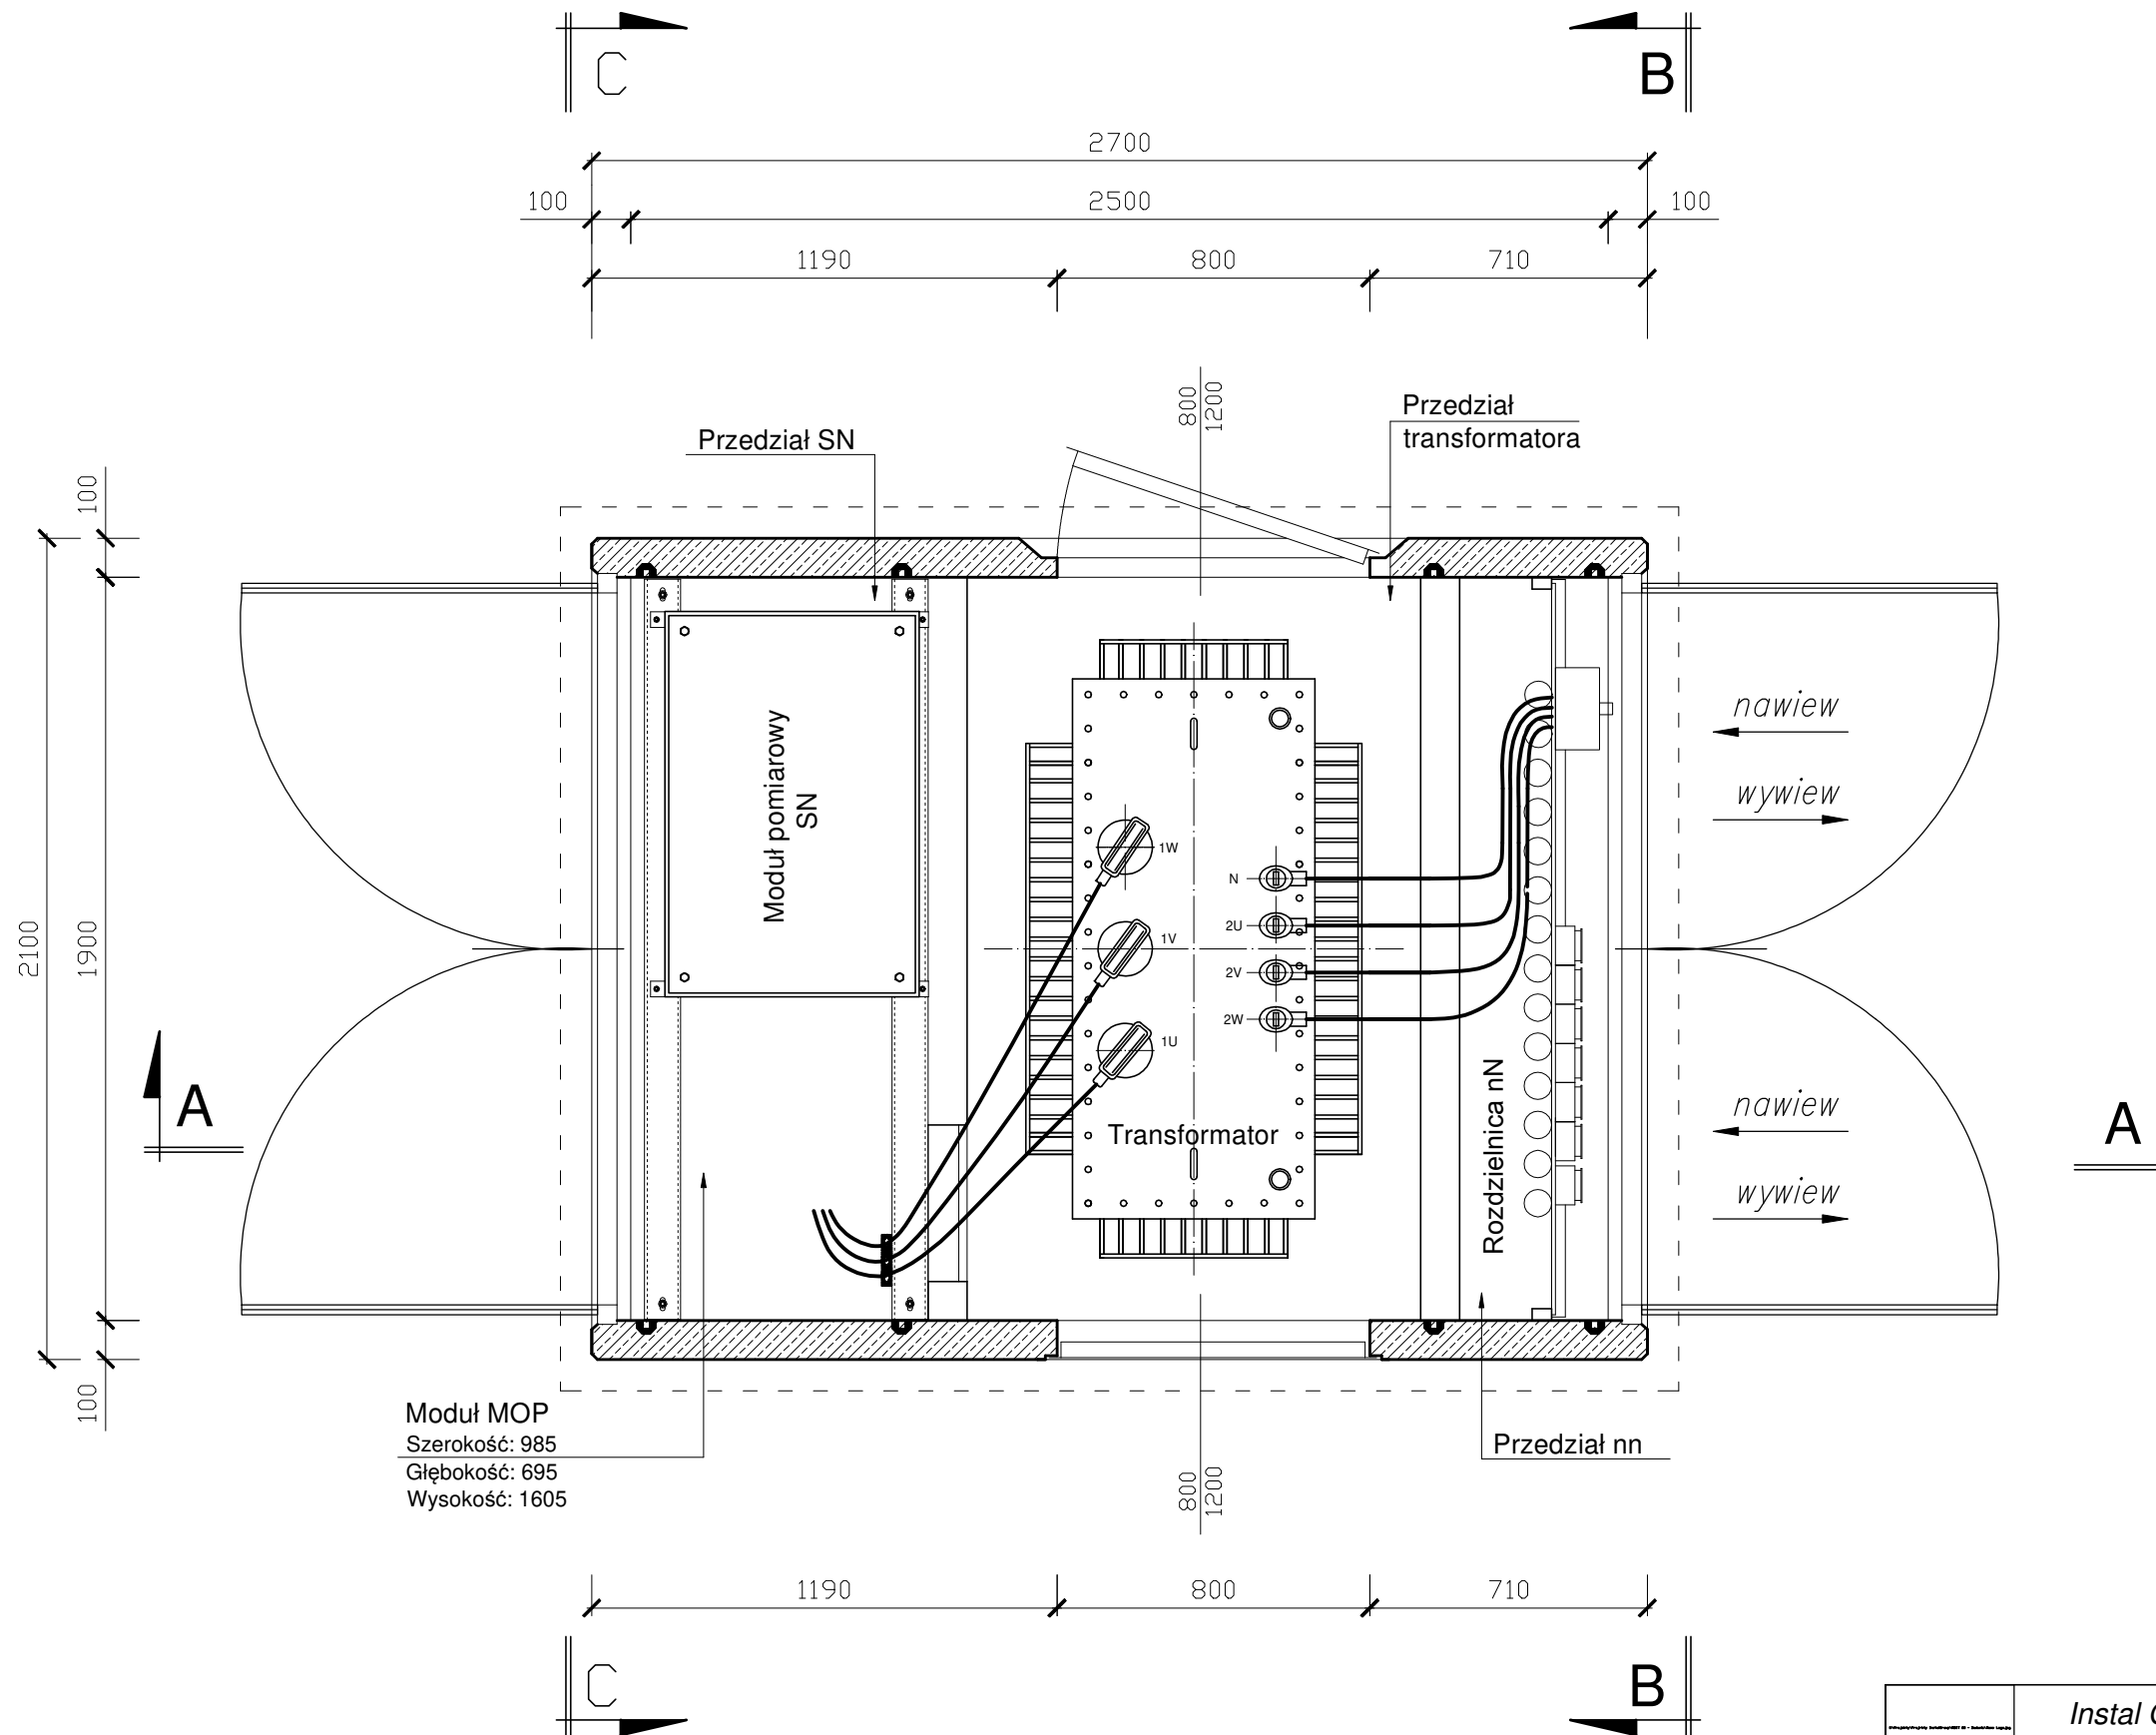 C
B
2700
100
2500
100
1190
800
710
800
1200
Przedział SN
Przedział
transformatora
100
2100
1900
100
Moduł pomiarowy
SN
1W
1V
1U
N
2U
2V
2W
Transformator
Rozdzielnica nN
nawiew
wywiew
nawiew
wywiew
A
A
Moduł MOP
Szerokość: 985
Głębokość: 695
Wysokość: 1605
Przedział nn
800
1200
1190
800
710
C
B
Instal